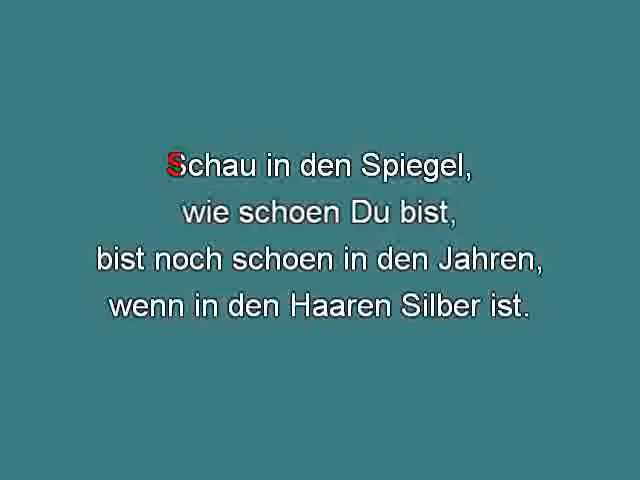 Schau in den Spiegel,
wie schoen Du bist,
bist noch schoen in den Jahren,
wenn in den Haaren Silber ist.